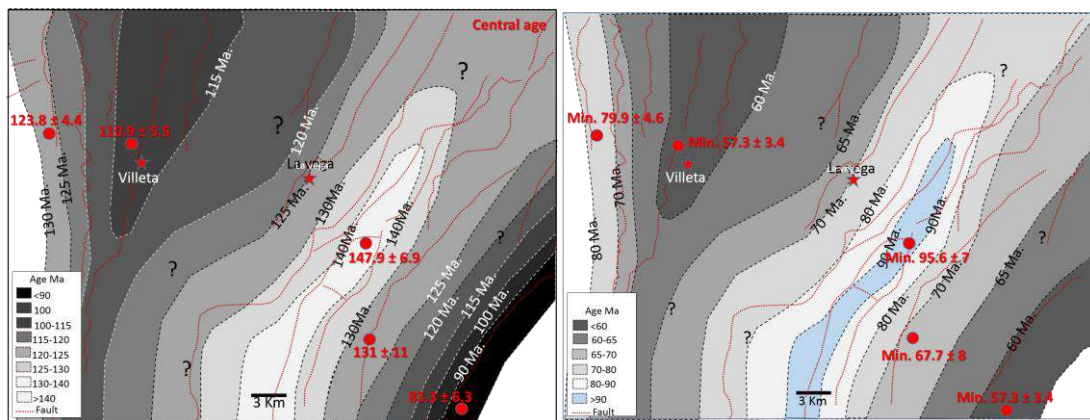 Central age
115 Ma.
?
123.8 ± 4.4
110.9 ± 5.5
120 Ma.
?
La vega
Villeta
125 Ma.
130 Ma.
125 Ma.
130Ma.
140Ma.
140Ma.
147.9 ± 6.9
?
?
125 Ma.
120 Ma.
115 Ma.
100 Ma.
90 Ma.
130Ma.
131 ± 11
83.3 ± 6.3
?
3 Km
Age Ma
<90
100
100-115
115-120
120-125
125-130
130-140
>140
Fault
60 Ma.
?
Min. 79.9 ± 4.6
Min. 57.3 ± 3.4
65 Ma.
?
La vega
Villeta
70 Ma.
80 Ma.
70 Ma.
80 Ma.
90Ma.
90 Ma.
Min. 95.6 ± 7
?
?
?
70 Ma.
65 Ma.
60 Ma.
80 Ma.
Min. 67.7 ± 8
Min. 57.3 ± 3.4
3 Km
Age Ma
<60
60-65
65-70
70-80
80-90
>90
Fault